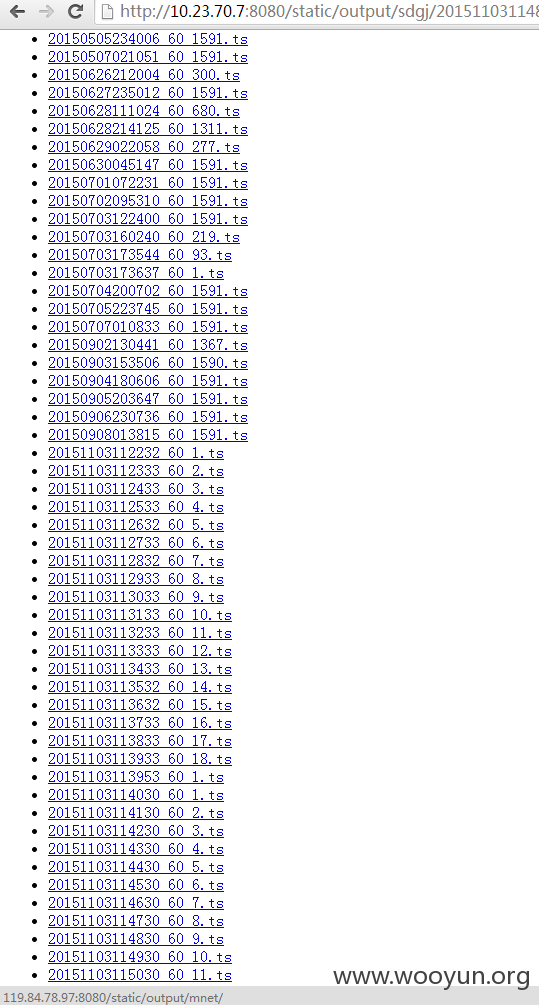 http://10.23.70.7:8080/static/output/sdgj/201511031148
20150505234006_60_1591.ts
20150507021051_60_1591.ts
20150626212004_60_300.ts
20150627235012_60_1591.ts
20150628111024_60_680.ts
20150628214125_60_1311.ts
20150629022058_60_277.ts
20150630045147_60_1591.ts
20150701072231_60_1591.ts
20150702095310_60_1591.ts
20150703122400_60_1591.ts
20150703160240_60_219.ts
20150703173544_60_93.ts
20150703173637_60_1.ts
20150704200702_60_1591.ts
20150705223745_60_1591.ts
20150707010833_60_1591.ts
20150902130441_60_1367.ts
20150903153506_60_1590.ts
20150904180606_60_1591.ts
20150905203647_60_1591.ts
20150906230736_60_1591.ts
20150908013815_60_1591.ts
20151103112232_60_1.ts
20151103112333_60_2.ts
20151103112433_60_3.ts
20151103112533_60_4.ts
20151103112632_60_5.ts
20151103112733_60_6.ts
20151103112832_60_7.ts
20151103112933_60_8.ts
20151103113033_60_9.ts
20151103113133_60_10.ts
20151103113233_60_11.ts
20151103113333_60_12.ts
20151103113433_60_13.ts
20151103113532_60_14.ts
20151103113632_60_15.ts
20151103113733_60_16.ts
20151103113833_60_17.ts
20151103113933_60_18.ts
20151103113953_60_1.ts
20151103114030_60_1.ts
20151103114130_60_2.ts
20151103114230_60_3.ts
20151103114330_60_4.ts
20151103114430_60_5.ts
20151103114530_60_6.ts
20151103114630_60_7.ts
20151103114730_60_8.ts
20151103114830_60_9.ts
20151103114930_60_10.ts
20151103115030_60_11.ts
www.wooyun.org
119.84.78.97:8080/static/output/mnet/